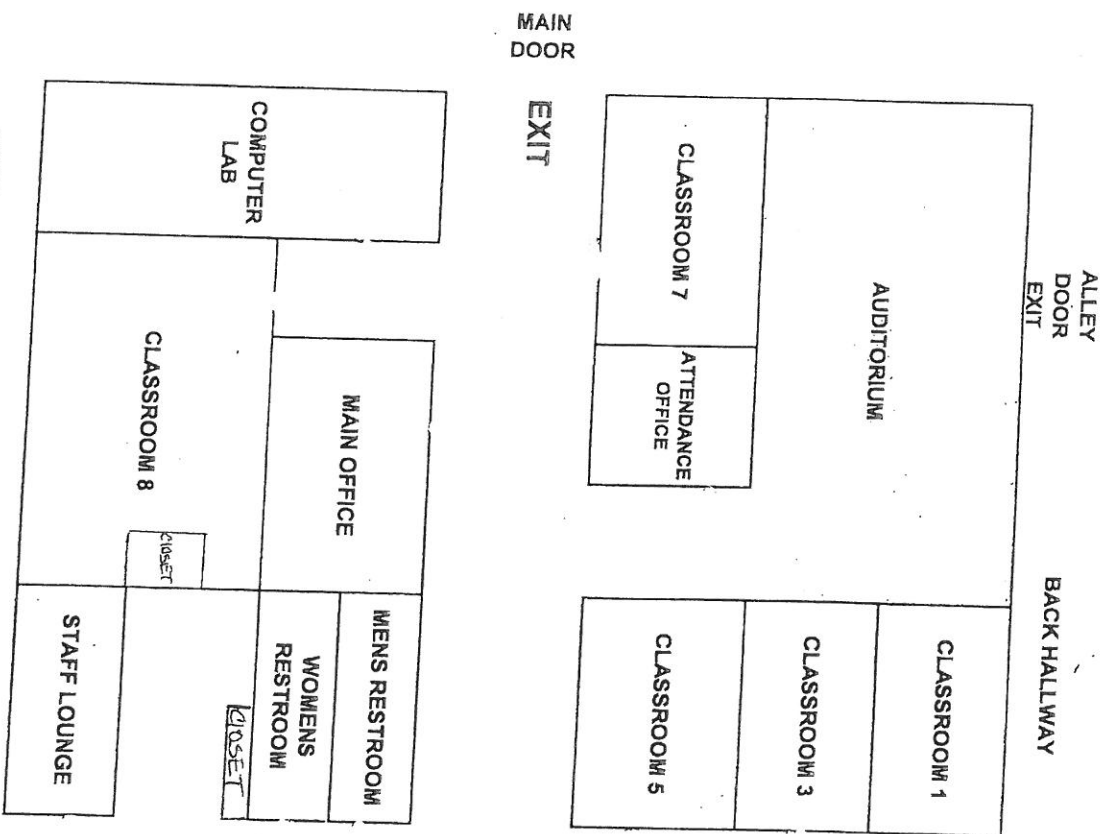 MAIN
DOOR
EXIT
ALLEY
DOOR
EXIT
COMPUTER
LAB
CLASSROOM 7
AUDITORIUM
ATTENDANCE
OFFICE
BACK HALLWAY
CLASSROOM 8
MAIN OFFICE
CLOSET
STAFF LOUNGE
CLOSET
WOMENS
RESTROOM
MENS RESTROOM
CLASSROOM 5
CLASSROOM 3
CLASSROOM 1